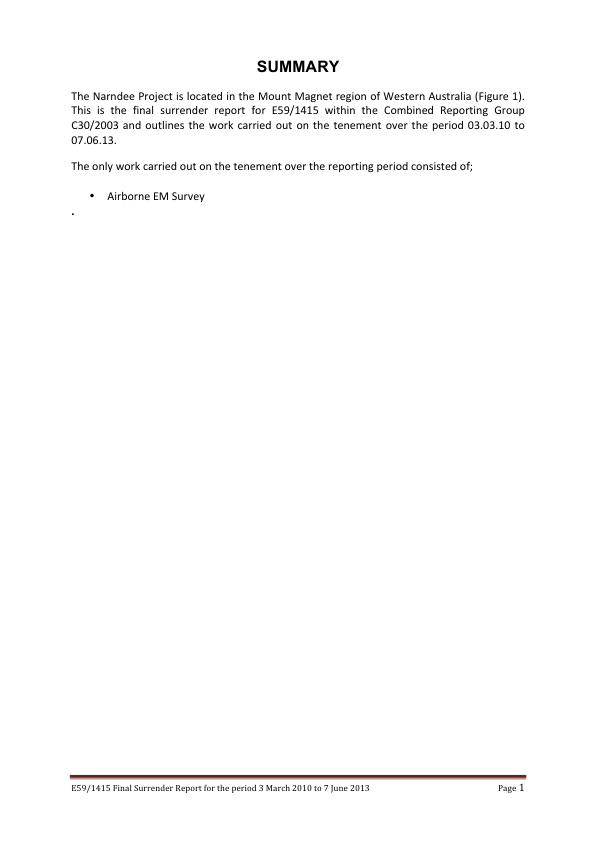 SUMMARY
The Narndee Project is located in the Mount Magnet region of Western Australia (Figure 1).
This is the final surrender report for E59/1415 within the Combined Reporting Group
C30/2003 and outlines the work carried out on the tenement over the period 03.03.10 to
07.06.13.
The only work carried out on the tenement over the reporting period consisted of;
• Airborne EM Survey
.
E59/1415 Final Surrender Report for the period 3 March 2010 to 7 June 2013 Page 1